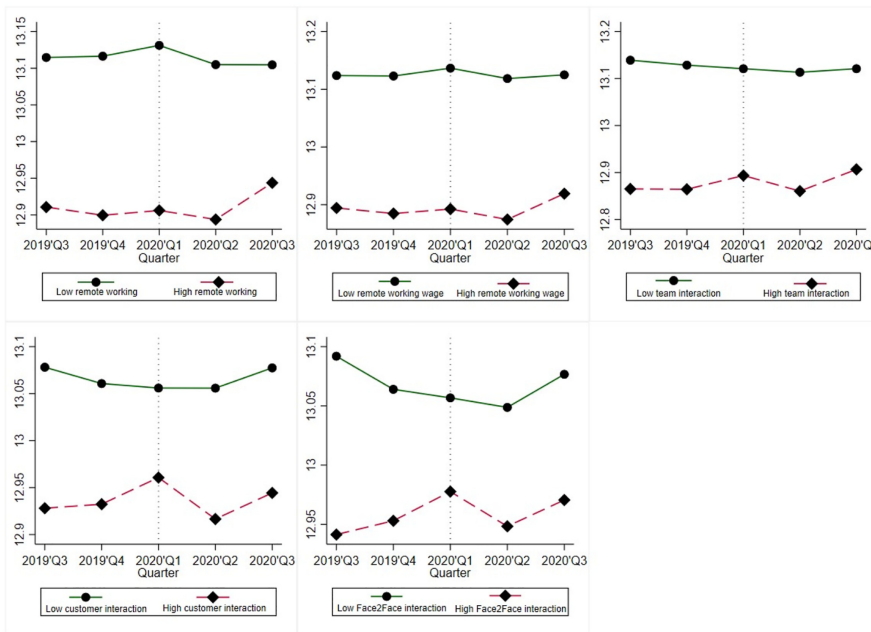 13.15
13.1
13.05
13
12.95
12.9
2019'Q3 2019'Q4 2020'Q1 2020'Q2 2020'Q3
Quarter
Low remote working High remote working
13.2
13.1
13
12.9
2019'Q3 2019'Q4 2020'Q1 2020'Q2 2020'Q3
Quarter
Low remote working wage High remote working wage
13.2
13.1
13
12.9
12.8
2019'Q3 2019'Q4 2020'Q1 2020'Q2 2020'Q
Quarter
Low team interaction High team interaction
13.1
13.05
13
12.95
12.9
2019'Q3 2019'Q4 2020'Q1 2020'Q2 2020'Q3
Quarter
Low customer interaction High customer interaction
13.1
13.05
13
12.95
2019'Q3 2019'Q4 2020'Q1 2020'Q2 2020'Q3
Quarter
Low Face2Face interaction High Face2Face interaction